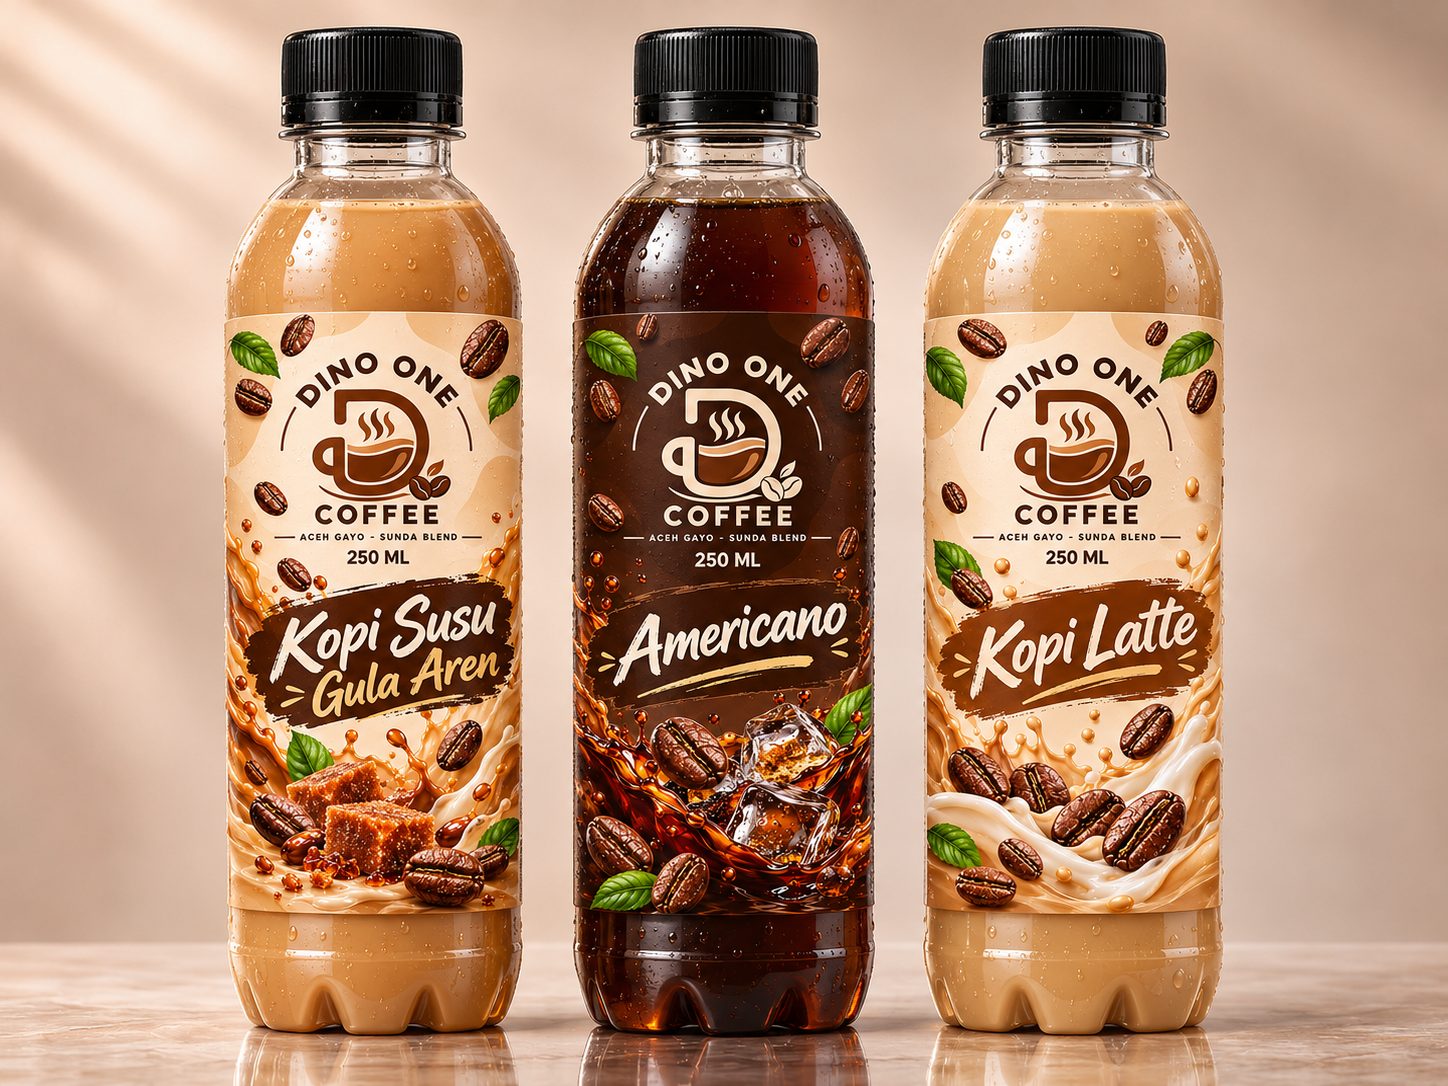 DINO ONE
COFFEE
ACEH GAYO - SUNDA BLEND
250 ML
Kopi Susu
Gula Aren
DINO ONE
COFFEE
ACEH GAYO - SUNDA BLEND
250 ML
Americano
DINO ONE
COFFEE
ACEH GAYO - SUNDA BLEND
250 ML
Kopi Latte